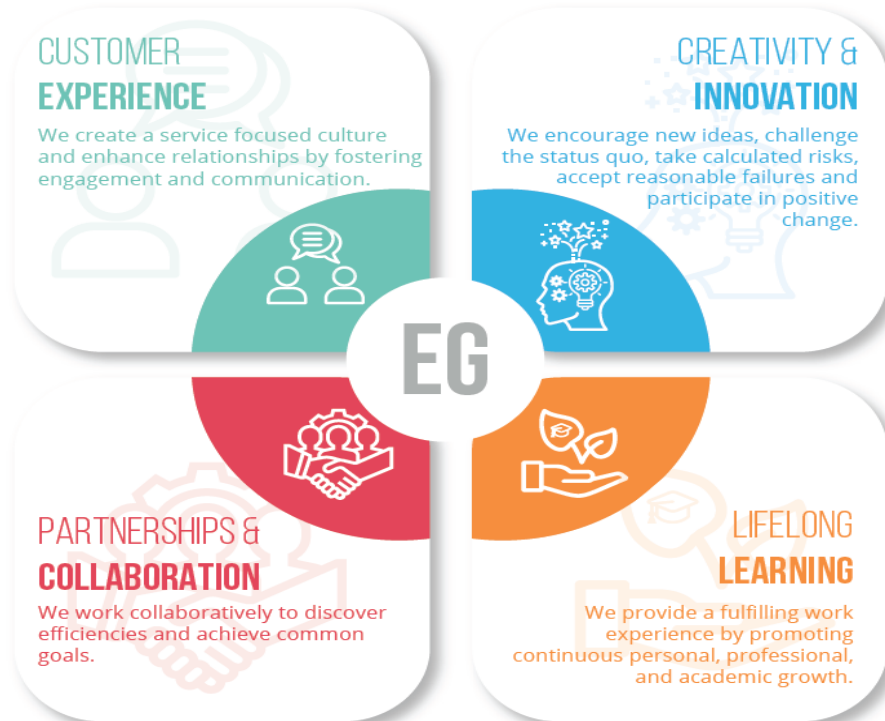 CUSTOMER
EXPERIENCE
We create a service focused culture
and enhance relationships by fostering
engagement and communication.
CREATIVITY &
INNOVATION
We encourage new ideas, challenge
the status quo, take calculated risks,
accept reasonable failures and
participate in positive
change.
EG
PARTNERSHIPS &
COLLABORATION
We work collaboratively to discover
efficiencies and achieve common
goals.
LIFELONG
LEARNING
We provide a fulfilling work
experience by promoting
continuous personal, professional,
and academic growth.